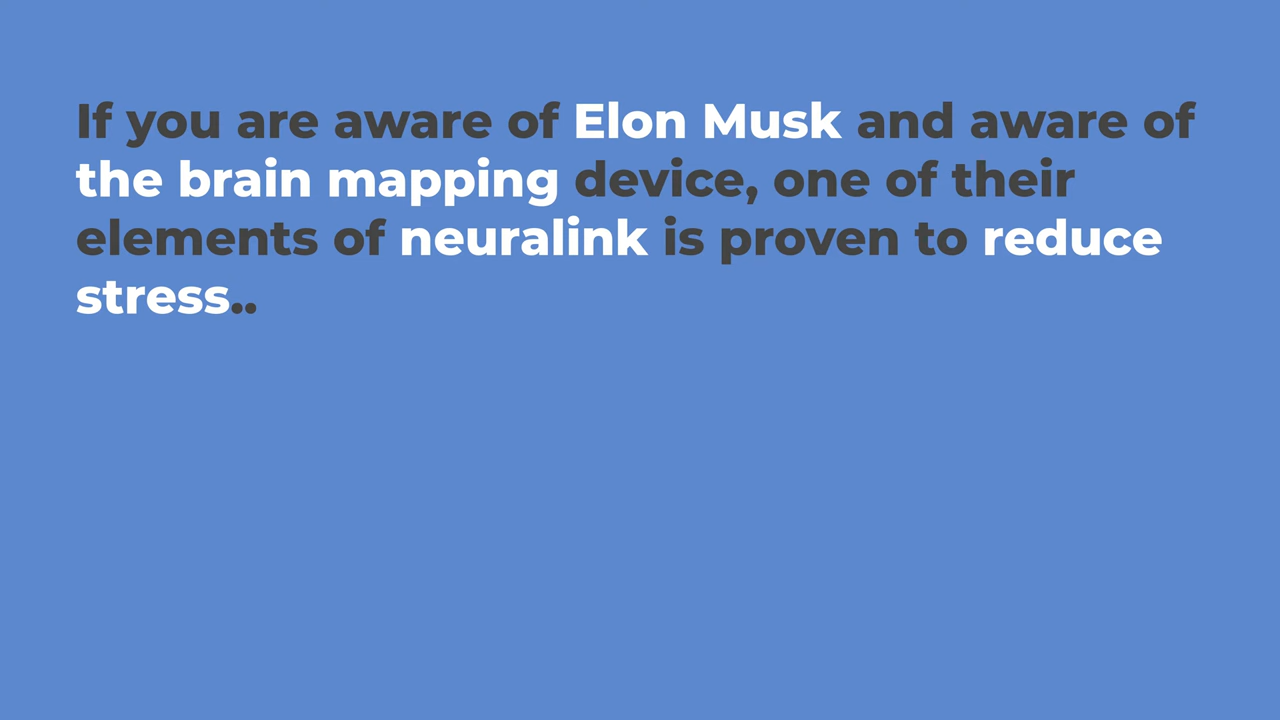 If you are aware of Elon Musk and aware of
the brain mapping device, one of their
elements of neuralink is proven to reduce
stress..